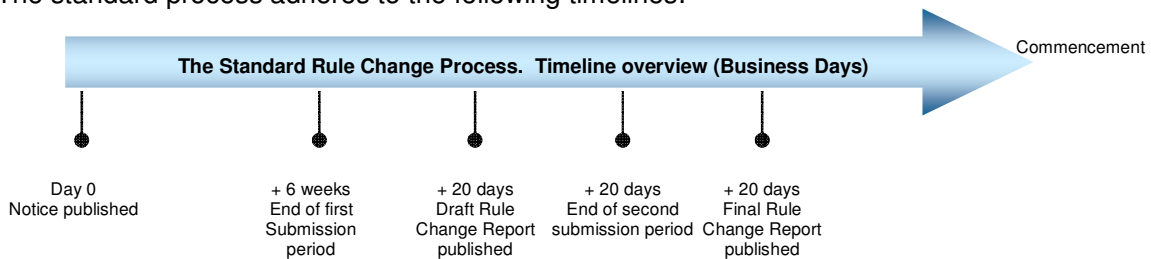 The standard process adheres to the following timelines:
Commencement
The Standard Rule Change Process. Timeline overview (Business Days)
Day 0
Notice published
+ 6 weeks
End of first
Submission
period
+ 20 days
Draft Rule
Change Report
published
+ 20 days
End of second
submission period
+ 20 days
Final Rule
Change Report
published